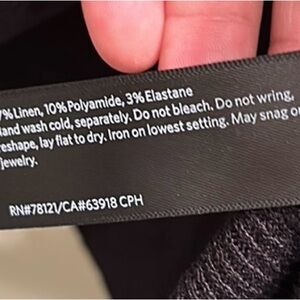 7% Linen, 10% Polyamide, 3% Elastane
Hand wash cold, separately. Do not bleach. Do not wring,
reshape, lay flat to dry. Iron on lowest setting. May snag on
jewelry.
RN#78121/CA#63918 CPH